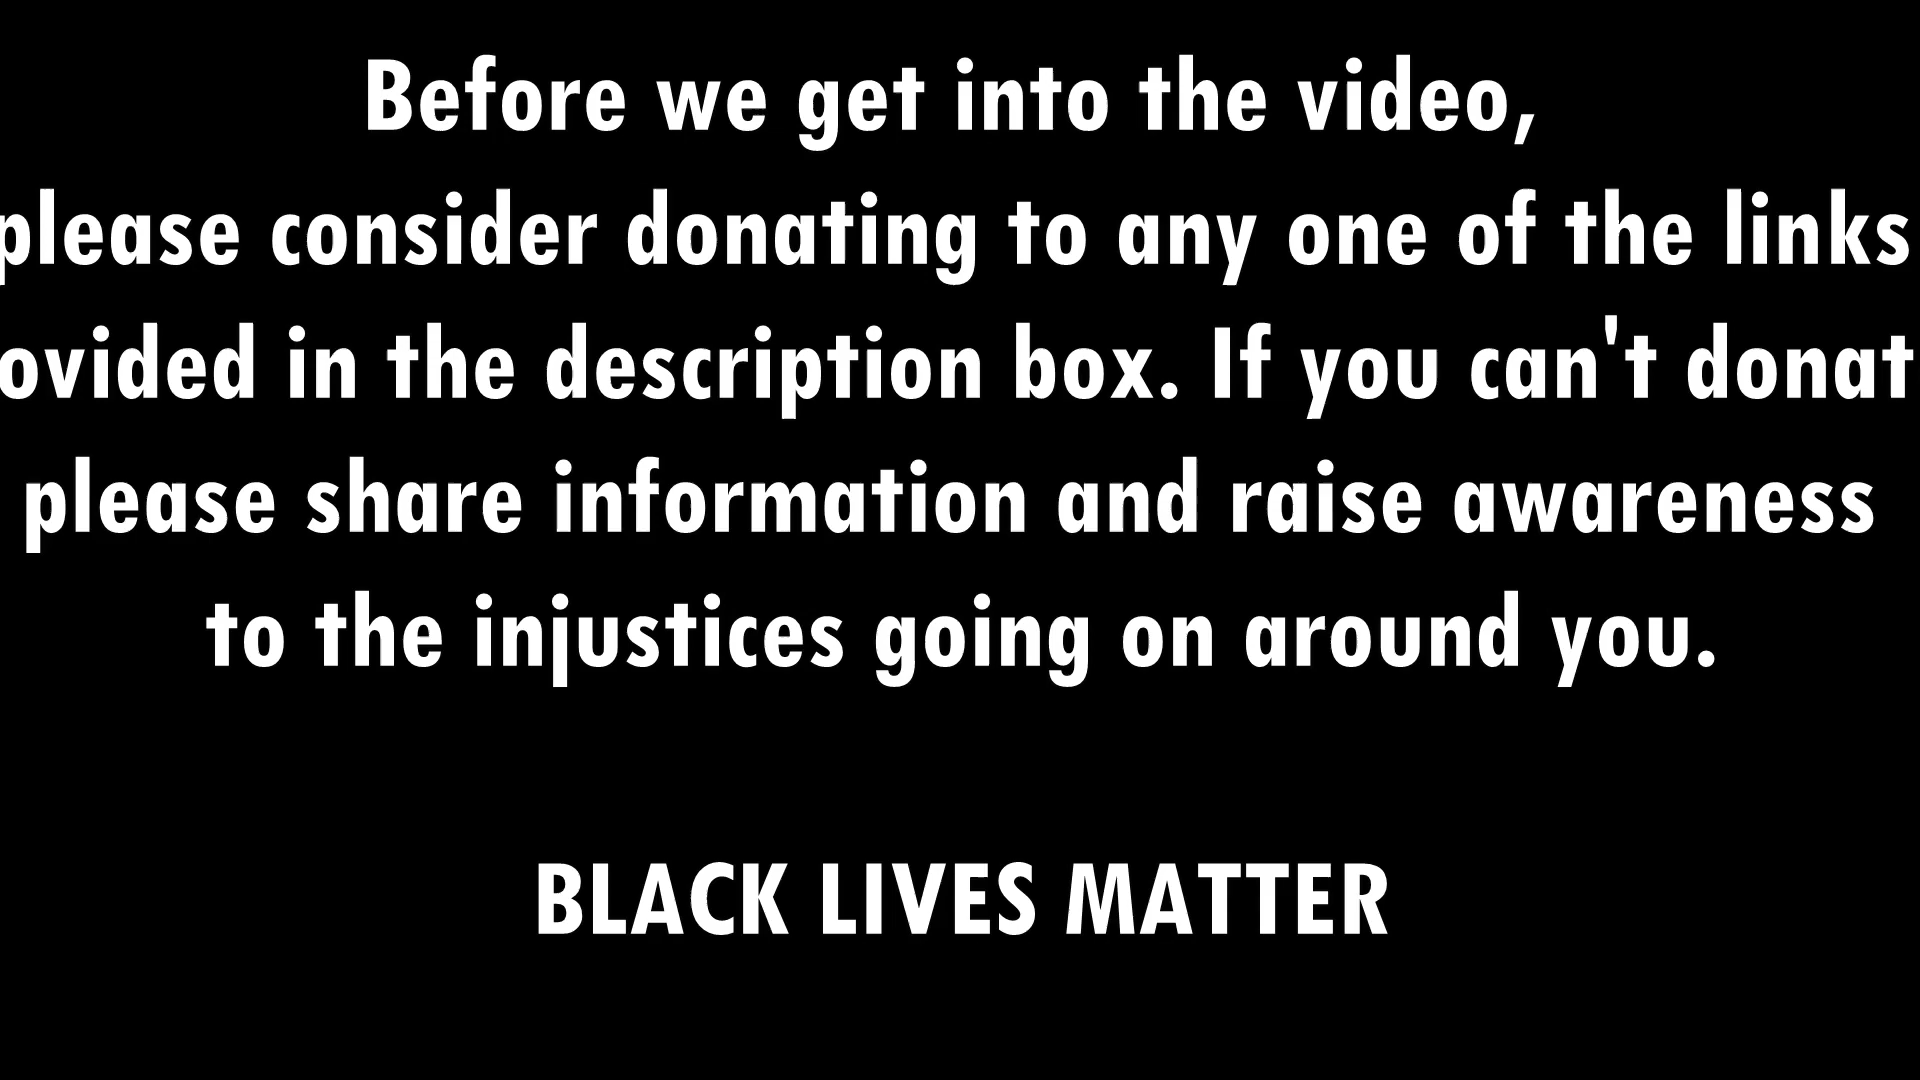 Before we get into the video,
please consider donating to any one of the links
ovided in the description box. If you can't donat
please share information and raise awareness
to the injustices going on around you.
BLACK LIVES MATTER